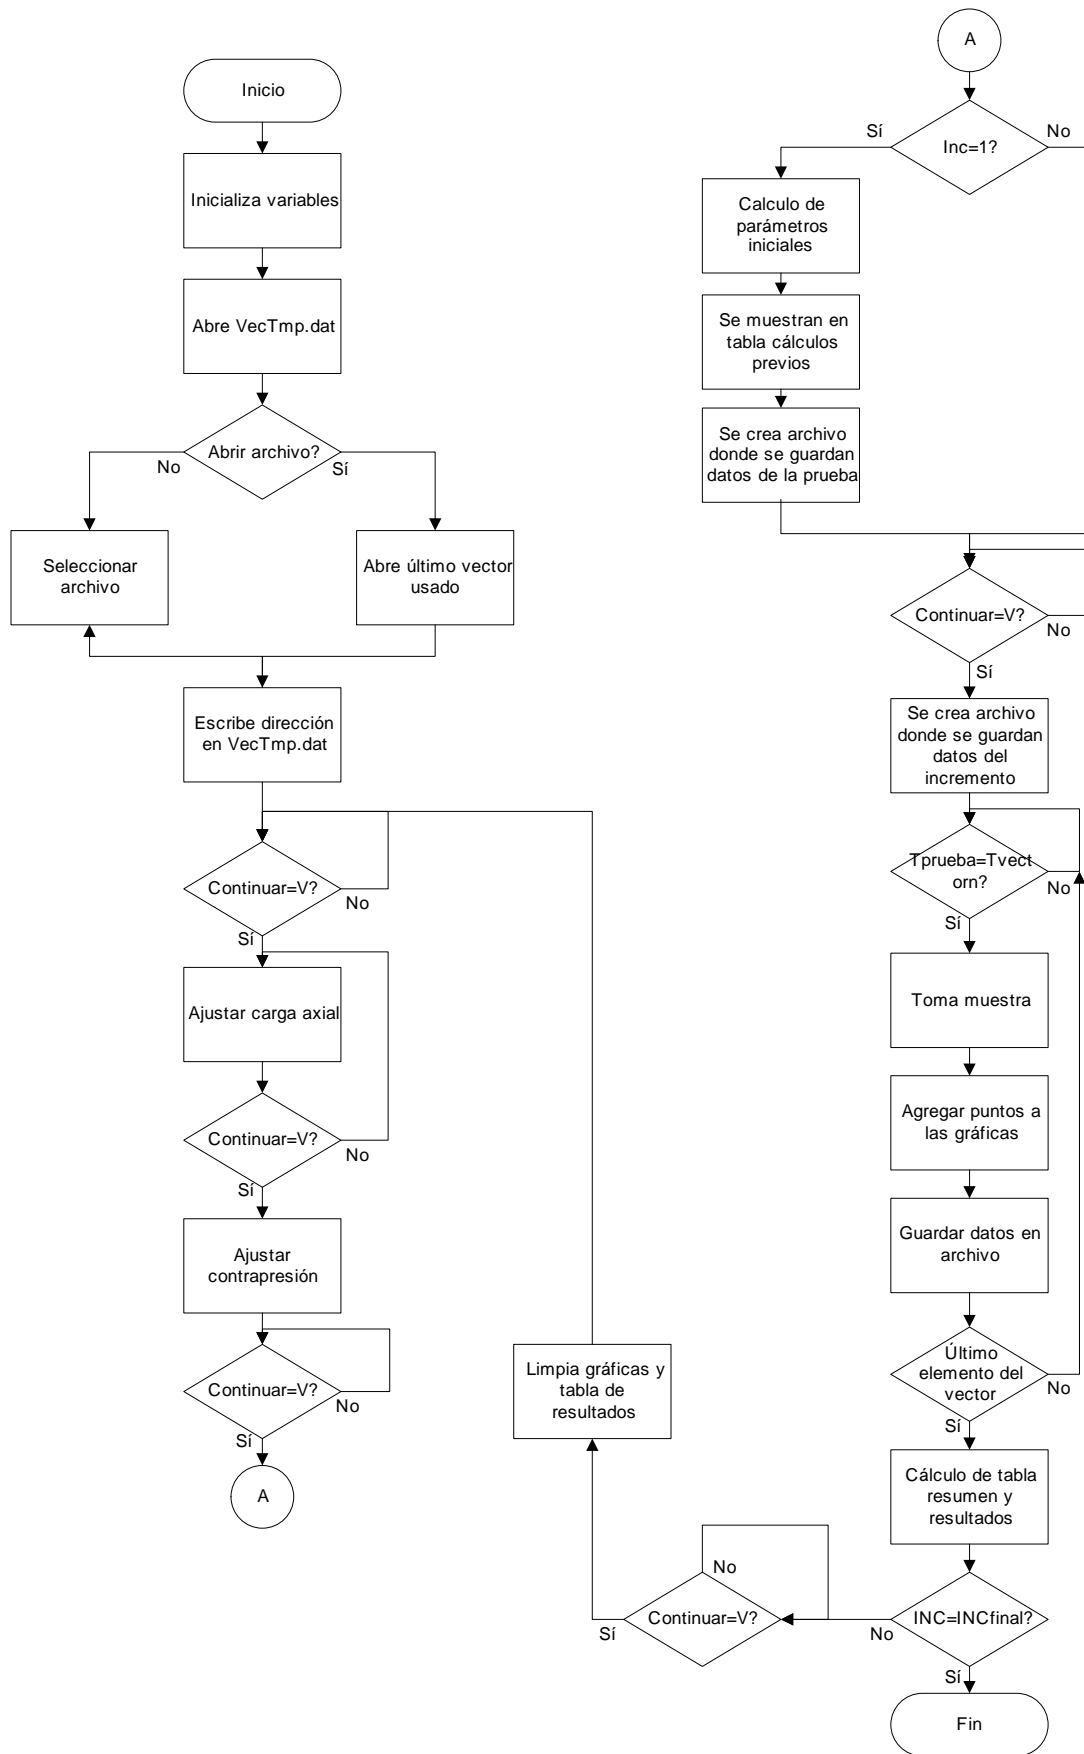 Inicio
Inicializa variables
Abre VecTmp.dat
Abrir archivo?
No
Sí
Seleccionar
archivo
Abre último vector
usado
Escribe dirección
en VecTmp.dat
Continuar=V?
No
Sí
Ajustar carga axial
Continuar=V?
No
Sí
Ajustar
contrapresión
Continuar=V?
No
Sí
A
A
Inc=1?
Sí
No
Calculo de
parámetros
iniciales
Se muestran en
tabla cálculos
previos
Se crea archivo
donde se guardan
datos de la prueba
Continuar=V?
No
Sí
Se crea archivo
donde se guardan
datos del
incremento
Tprueba=Tvect
orn?
No
Sí
Toma muestra
Agregar puntos a
las gráficas
Guardar datos en
archivo
Último
elemento del
vector
No
Sí
Cálculo de tabla
resumen y
resultados
INC=INCfinal?
No
Sí
Continuar=V?
No
Sí
Limpia gráficas y
tabla de
resultados
Fin